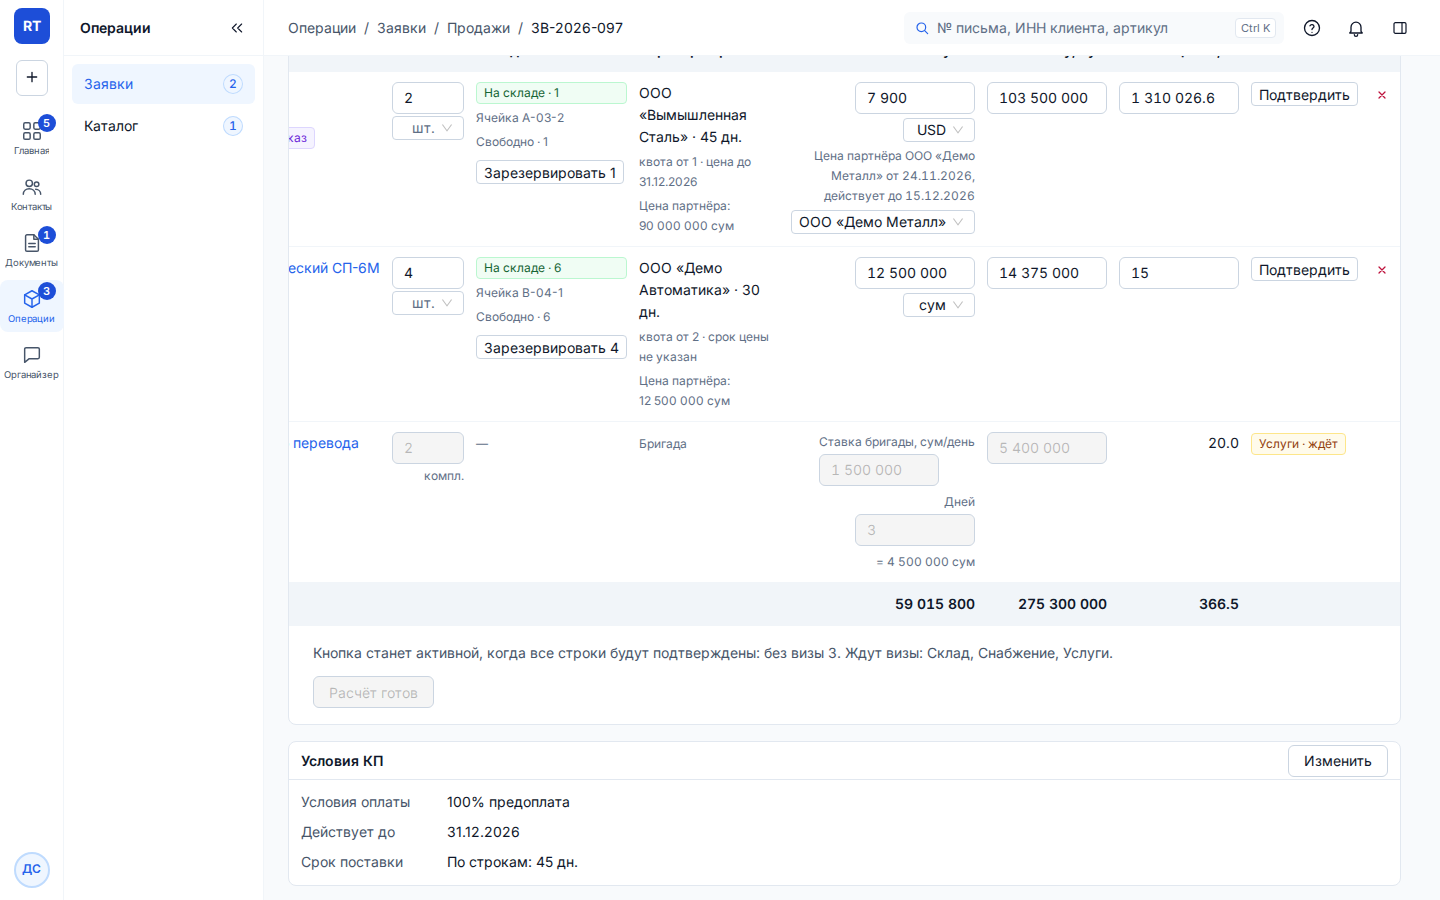 RT
Операции
Операции / Заявки / Продажи / ЗВ-2026-097
№ письма, ИНН клиента, артикул
Ctrl K
5
Главная
Контакты
1
Документы
3
Операции
Органайзер
ДС
Заявки
2
Каталог
1
каз
2
шт.
На складе · 1
Ячейка A-03-2
Свободно · 1
Зарезервировать 1
ООО
«Вымышленная
Сталь» · 45 дн.
квота от 1 · цена до
31.12.2026
Цена партнёра:
90 000 000 сум
7 900
USD
Цена партнёра ООО «Демо
Металл» от 24.11.2026,
действует до 15.12.2026
ООО «Демо Металл»
103 500 000
1 310 026.6
Подтвердить
еский СП-6М
4
шт.
На складе · 6
Ячейка B-04-1
Свободно · 6
Зарезервировать 4
ООО «Демо
Автоматика» · 30
дн.
квота от 2 · срок цены
не указан
Цена партнёра:
12 500 000 сум
12 500 000
сум
14 375 000
15
Подтвердить
перевода
2
компл.
—
Бригада
Ставка бригады, сум/день
1 500 000
Дней
3
= 4 500 000 сум
5 400 000
20.0
Услуги · ждёт
59 015 800
275 300 000
366.5
Кнопка станет активной, когда все строки будут подтверждены: без визы 3. Ждут визы: Склад, Снабжение, Услуги.
Расчёт готов
Условия КП
Изменить
Условия оплаты
100% предоплата
Действует до
31.12.2026
Срок поставки
По строкам: 45 дн.